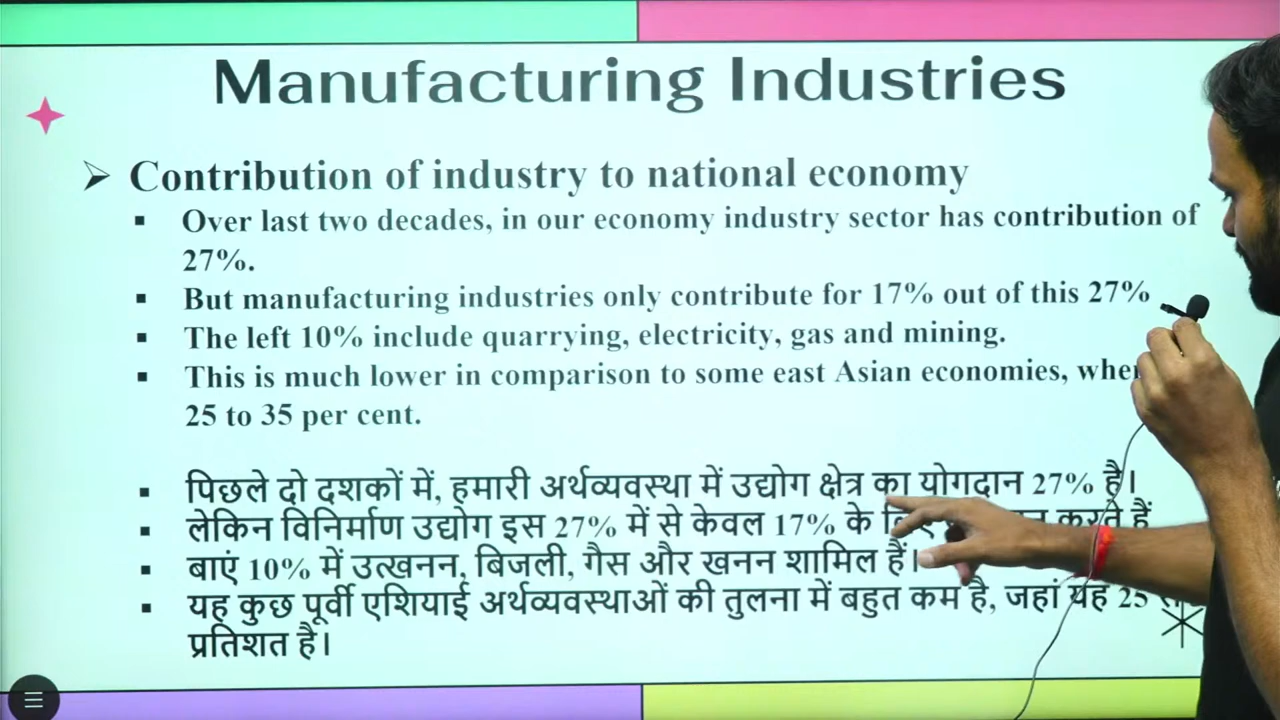 Manufacturing Industries
➢ Contribution of industry to national economy
▪ Over last two decades, in our economy industry sector has contribution of
27%.
▪ But manufacturing industries only contribute for 17% out of this 27%
▪ The left 10% include quarrying, electricity, gas and mining.
▪ This is much lower in comparison to some east Asian economies,
25 to 35 per cent.
▪ पिछले दो दशकों में, हमारी अर्थव्यवस्था में उद्योग क्षेत्र का योगदान 27% है।
▪ लेकिन विनिर्माण उद्योग इस 27% में से केवल 17% के करते हैं
▪ बाएं 10% में उत्खनन, बिजली, गैस और खनन शामिल हैं।
▪ यह कुछ पूर्वी एशियाई अर्थव्यवस्थाओं की तुलना में बहुत कम है, जहां यह 25
प्रतिशत है।